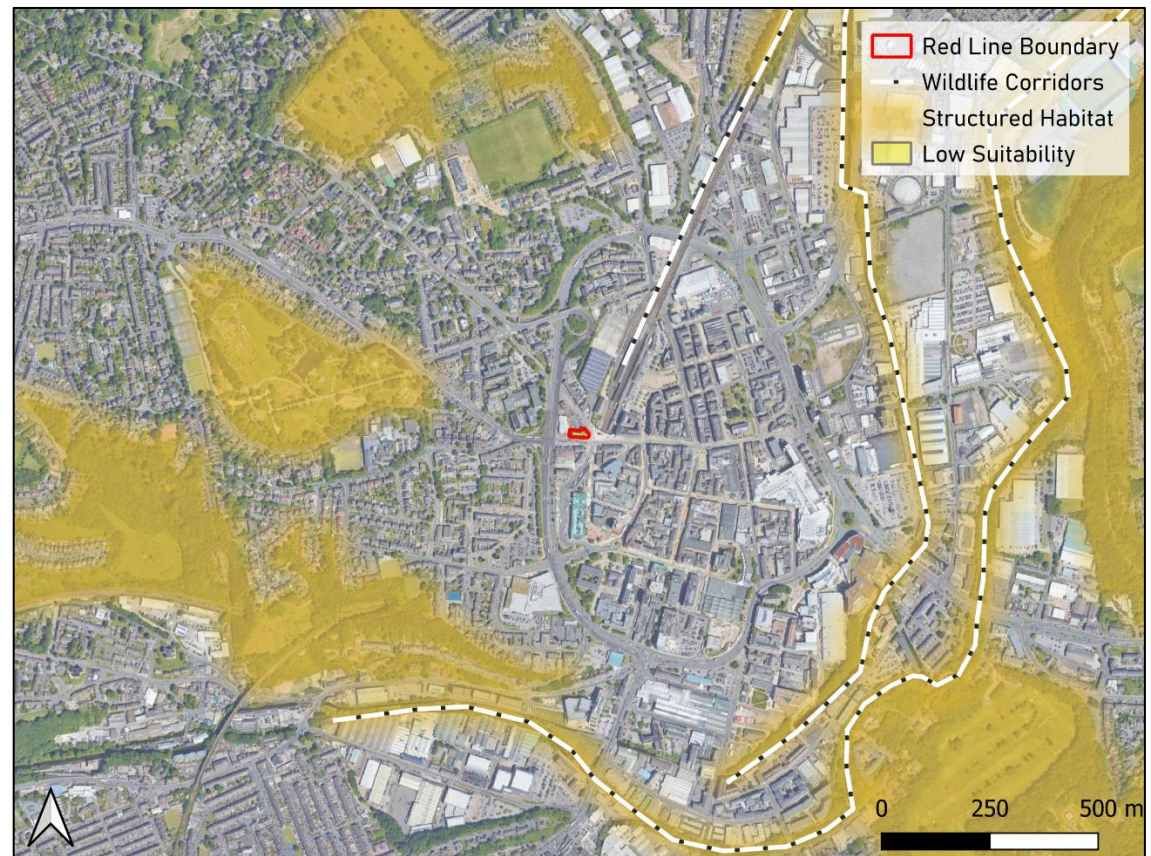 Red Line Boundary
Wildlife Corridors
Structured Habitat
Low Suitability
0 250 500 m